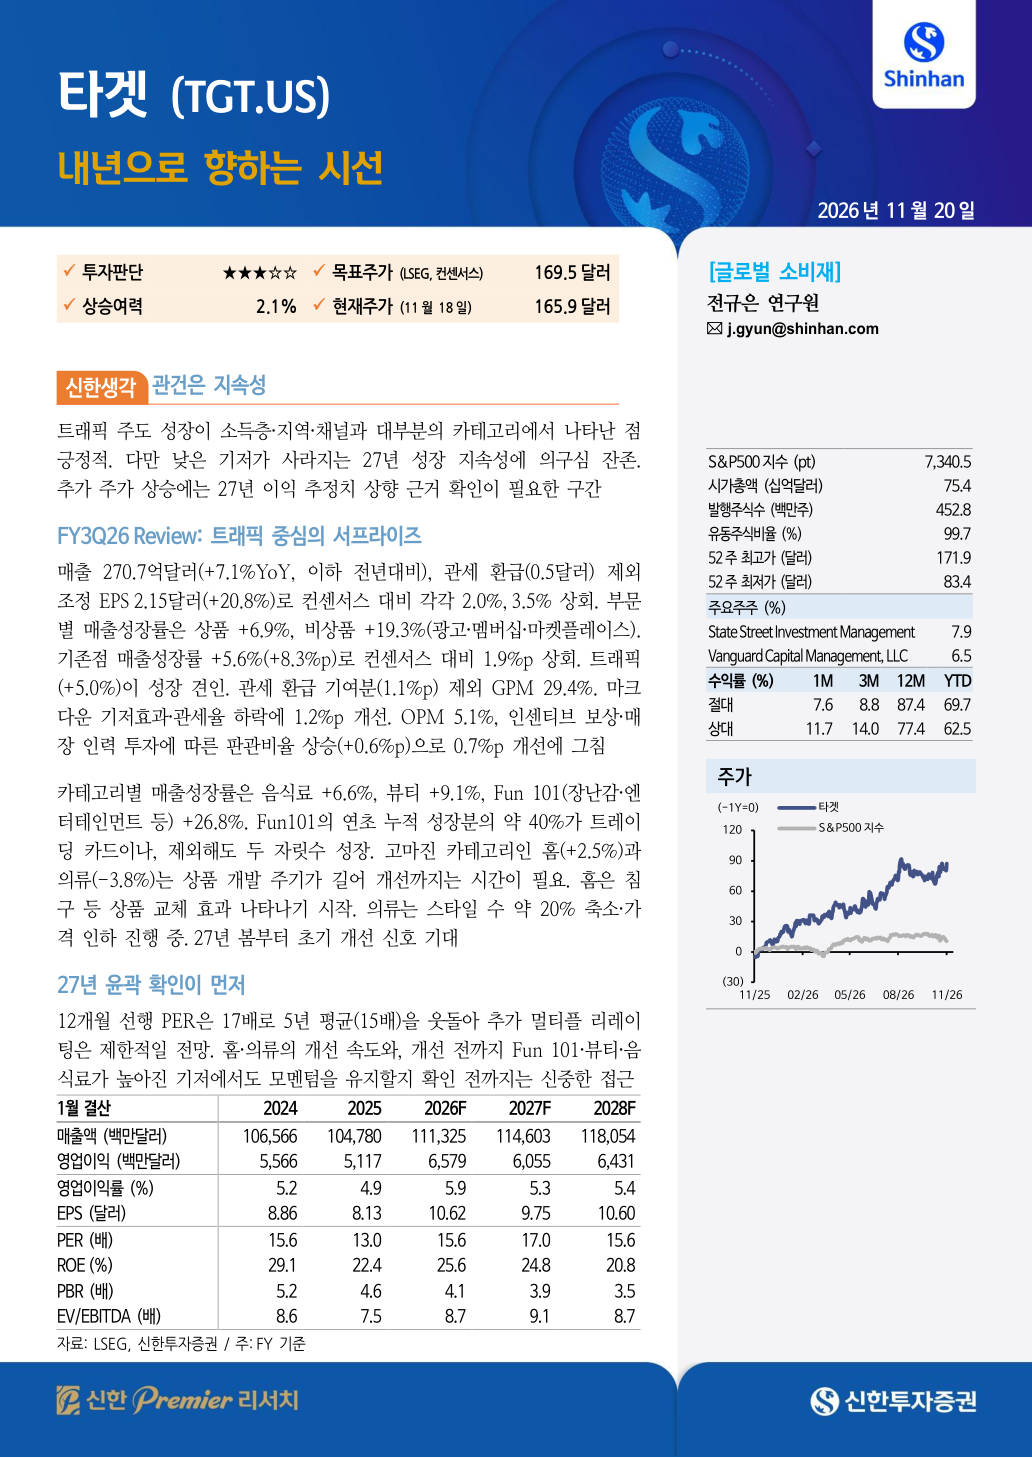 Shinhan
타겟 (TGT.US)
내년으로 향하는 시선
2026년 11월 20일
✓ 투자판단 ★★★☆☆ ✓ 목표주가 (LSEG, 컨센서스) 169.5 달러
✓ 상승여력 2.1% ✓ 현재주가 (11월 18일) 165.9 달러
신한생각 관건은 지속성
트래픽 주도 성장이 소득층·지역·채널과 대부분의 카테고리에서 나타난 점
긍정적. 다만 낮은 기저가 사라지는 27년 성장 지속성에 의구심 잔존.
추가 주가 상승에는 27년 이익 추정치 상향 근거 확인이 필요한 구간
FY3Q26 Review: 트래픽 중심의 서프라이즈
매출 270.7억달러(+7.1%YoY, 이하 전년대비), 관세 환급(0.5달러) 제외
조정 EPS 2.15달러(+20.8%)로 컨센서스 대비 각각 2.0%, 3.5% 상회. 부문
별 매출성장률은 상품 +6.9%, 비상품 +19.3%(광고·멤버십·마켓플레이스).
기존점 매출성장률 +5.6%(+8.3%p)로 컨센서스 대비 1.9%p 상회. 트래픽
(+5.0%)이 성장 견인. 관세 환급 기여분(1.1%p) 제외 GPM 29.4%. 마크
다운 기저효과·관세율 하락에 1.2%p 개선. OPM 5.1%, 인센티브 보상·매
장 인력 투자에 따른 판관비율 상승(+0.6%p)으로 0.7%p 개선에 그침
카테고리별 매출성장률은 음식료 +6.6%, 뷰티 +9.1%, Fun 101(장난감·엔
터테인먼트 등) +26.8%. Fun101의 연초 누적 성장분의 약 40%가 트레이
딩 카드이나, 제외해도 두 자릿수 성장. 고마진 카테고리인 홈(+2.5%)과
의류(-3.8%)는 상품 개발 주기가 길어 개선까지는 시간이 필요. 홈은 침
구 등 상품 교체 효과 나타나기 시작. 의류는 스타일 수 약 20% 축소·가
격 인하 진행 중. 27년 봄부터 초기 개선 신호 기대
27년 윤곽 확인이 먼저
12개월 선행 PER은 17배로 5년 평균(15배)을 웃돌아 추가 멀티플 리레이
팅은 제한적일 전망. 홈·의류의 개선 속도와, 개선 전까지 Fun 101·뷰티·음
식료가 높아진 기저에서도 모멘텀을 유지할지 확인 전까지는 신중한 접근
1월 결산 2024 2025 2026F 2027F 2028F
매출액 (백만달러) 106,566 104,780 111,325 114,603 118,054
영업이익 (백만달러) 5,566 5,117 6,579 6,055 6,431
영업이익률 (%) 5.2 4.9 5.9 5.3 5.4
EPS (달러) 8.86 8.13 10.62 9.75 10.60
PER (배) 15.6 13.0 15.6 17.0 15.6
ROE (%) 29.1 22.4 25.6 24.8 20.8
PBR (배) 5.2 4.6 4.1 3.9 3.5
EV/EBITDA (배) 8.6 7.5 8.7 9.1 8.7
자료: LSEG, 신한투자증권 / 주: FY 기준
[글로벌 소비재]
전규은 연구원
j.gyun@shinhan.com
S&P500 지수 (pt) 7,340.5
시가총액 (십억달러) 75.4
발행주식수 (백만주) 452.8
유동주식비율 (%) 99.7
52주 최고가 (달러) 171.9
52주 최저가 (달러) 83.4
주요주주 (%)
State Street Investment Management 7.9
Vanguard Capital Management, LLC 6.5
수익률 (%) 1M 3M 12M YTD
절대 7.6 8.8 87.4 69.7
상대 11.7 14.0 77.4 62.5
주가
(-1Y=0) 타겟
S&P500 지수
120
90
60
30
0
(30)
11/25 02/26 05/26 08/26 11/26
신한 Premier 리서치
신한투자증권